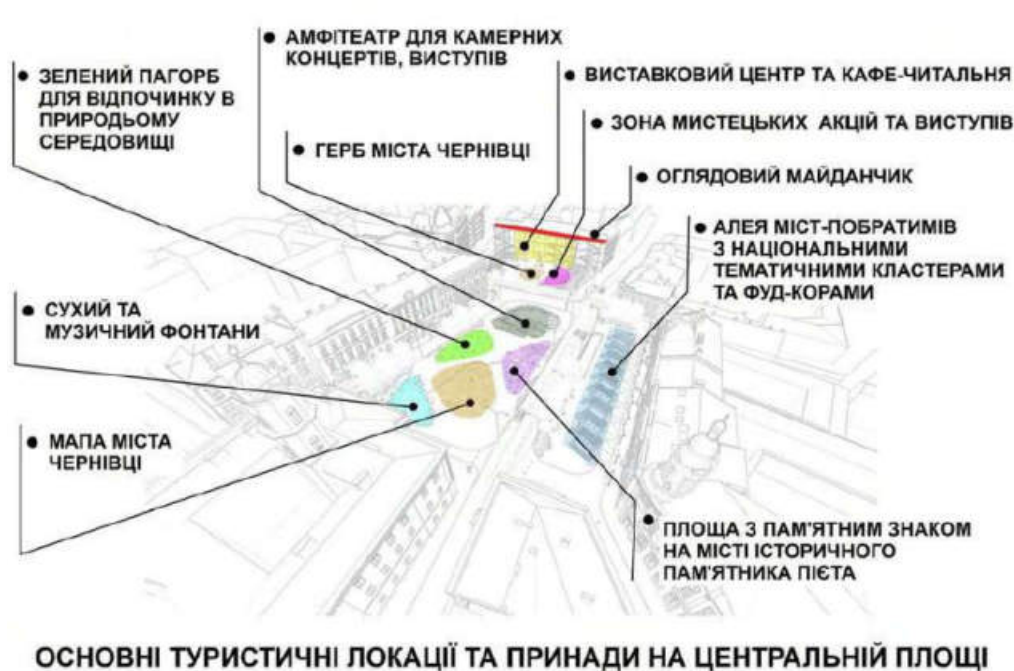 АМФІТЕАТР ДЛЯ КАМЕРНИХ
КОНЦЕРТІВ, ВИСТУПІВ
ЗЕЛЕНИЙ ПАГОРБ
ДЛЯ ВІДПОЧИНКУ В
ПРИРОДЬОМУ
СЕРЕДОВИЩІ
ВИСТАВКОВИЙ ЦЕНТР ТА КАФЕ-ЧИТАЛЬНЯ
ЗОНА МИСТЕЦЬКИХ АКЦІЙ ТА ВИСТУПІВ
ГЕРБ МІСТА ЧЕРНІВЦІ
ОГЛЯДОВИЙ МАЙДАНЧИК
АЛЕЯ МІСТ-ПОБРАТИМІВ
З НАЦІОНАЛЬНИМИ
ТЕМАТИЧНИМИ КЛАСТЕРАМИ
ТА ФУД-КОРАМИ
СУХИЙ ТА
МУЗИЧНИЙ ФОНТАНИ
МАПА МІСТА
ЧЕРНІВЦІ
ПЛОЩА З ПАМ'ЯТНИМ ЗНАКОМ
НА МІСТІ ІСТОРИЧНОГО
ПАМ'ЯТНИКА ПІЄТА
ОСНОВНІ ТУРИСТИЧНІ ЛОКАЦІЇ ТА ПРИНАДИ НА ЦЕНТРАЛЬНІЙ ПЛОЩІ